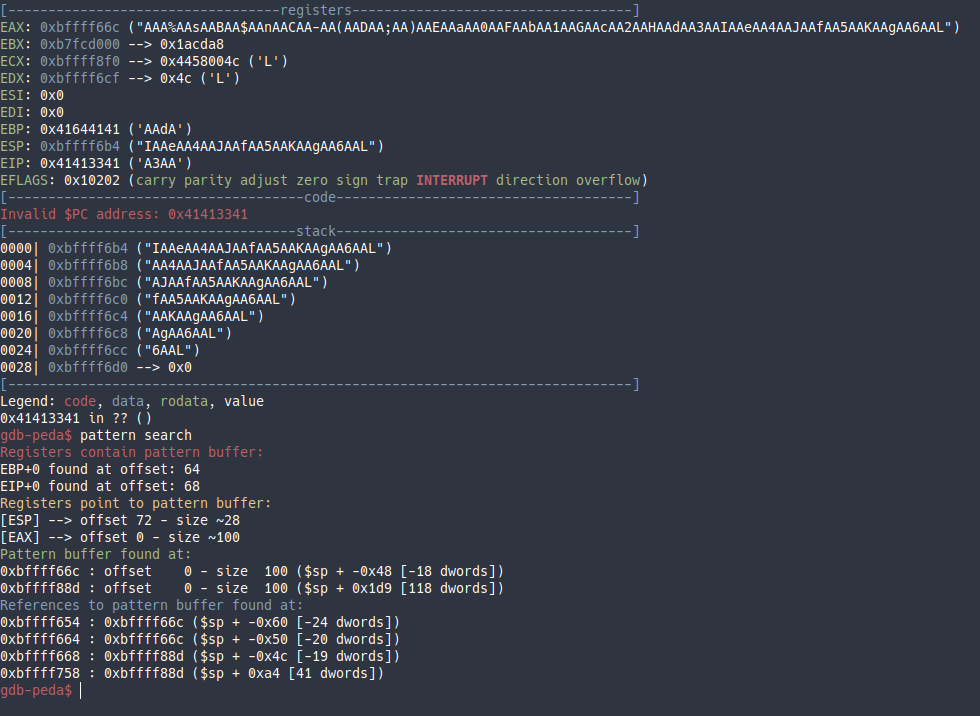 [----------------------------------registers-----------------------------------]
EAX: 0xbffff66c ("AAA%AAsAABAA$AAnAACAA-AA(AADAA;AA)AAEAAaAA0AAFAAbAA1AAGAAcAA2AAHAAdAA3AAIAAeAA4AAJAAfAA5AAKAAgAA6AAL")
EBX: 0xb7fcd000 --> 0x1acda8
ECX: 0xbffff8f0 --> 0x4458004c ('L')
EDX: 0xbffff6cf --> 0x4c ('L')
ESI: 0x0
EDI: 0x0
EBP: 0x41644141 ('AAdA')
ESP: 0xbffff6b4 ("IAAeAA4AAJAAfAA5AAKAAgAA6AAL")
EIP: 0x41413341 ('A3AA')
EFLAGS: 0x10202 (carry parity adjust zero sign trap INTERRUPT direction overflow)
[-------------------------------------code-------------------------------------]
Invalid $PC address: 0x41413341
[------------------------------------stack-------------------------------------]
0000| 0xbffff6b4 ("IAAeAA4AAJAAfAA5AAKAAgAA6AAL")
0004| 0xbffff6b8 ("AA4AAJAAfAA5AAKAAgAA6AAL")
0008| 0xbffff6bc ("AJAAfAA5AAKAAgAA6AAL")
0012| 0xbffff6c0 ("fAA5AAKAAgAA6AAL")
0016| 0xbffff6c4 ("AAKAAgAA6AAL")
0020| 0xbffff6c8 ("AgAA6AAL")
0024| 0xbffff6cc ("6AAL")
0028| 0xbffff6d0 --> 0x0
[------------------------------------------------------------------------------]
Legend: code, data, rodata, value
0x41413341 in ?? ()
gdb-peda$ pattern search
Registers contain pattern buffer:
EBP+0 found at offset: 64
EIP+0 found at offset: 68
Registers point to pattern buffer:
[ESP] --> offset 72 - size ~28
[EAX] --> offset 0 - size ~100
Pattern buffer found at:
0xbffff66c : offset    0 - size  100 ($sp + -0x48 [-18 dwords])
0xbffff88d : offset    0 - size  100 ($sp + 0x1d9 [118 dwords])
References to pattern buffer found at:
0xbffff654 : 0xbffff66c ($sp + -0x60 [-24 dwords])
0xbffff664 : 0xbffff66c ($sp + -0x50 [-20 dwords])
0xbffff668 : 0xbffff88d ($sp + -0x4c [-19 dwords])
0xbffff758 : 0xbffff88d ($sp + 0xa4 [41 dwords])
gdb-peda$